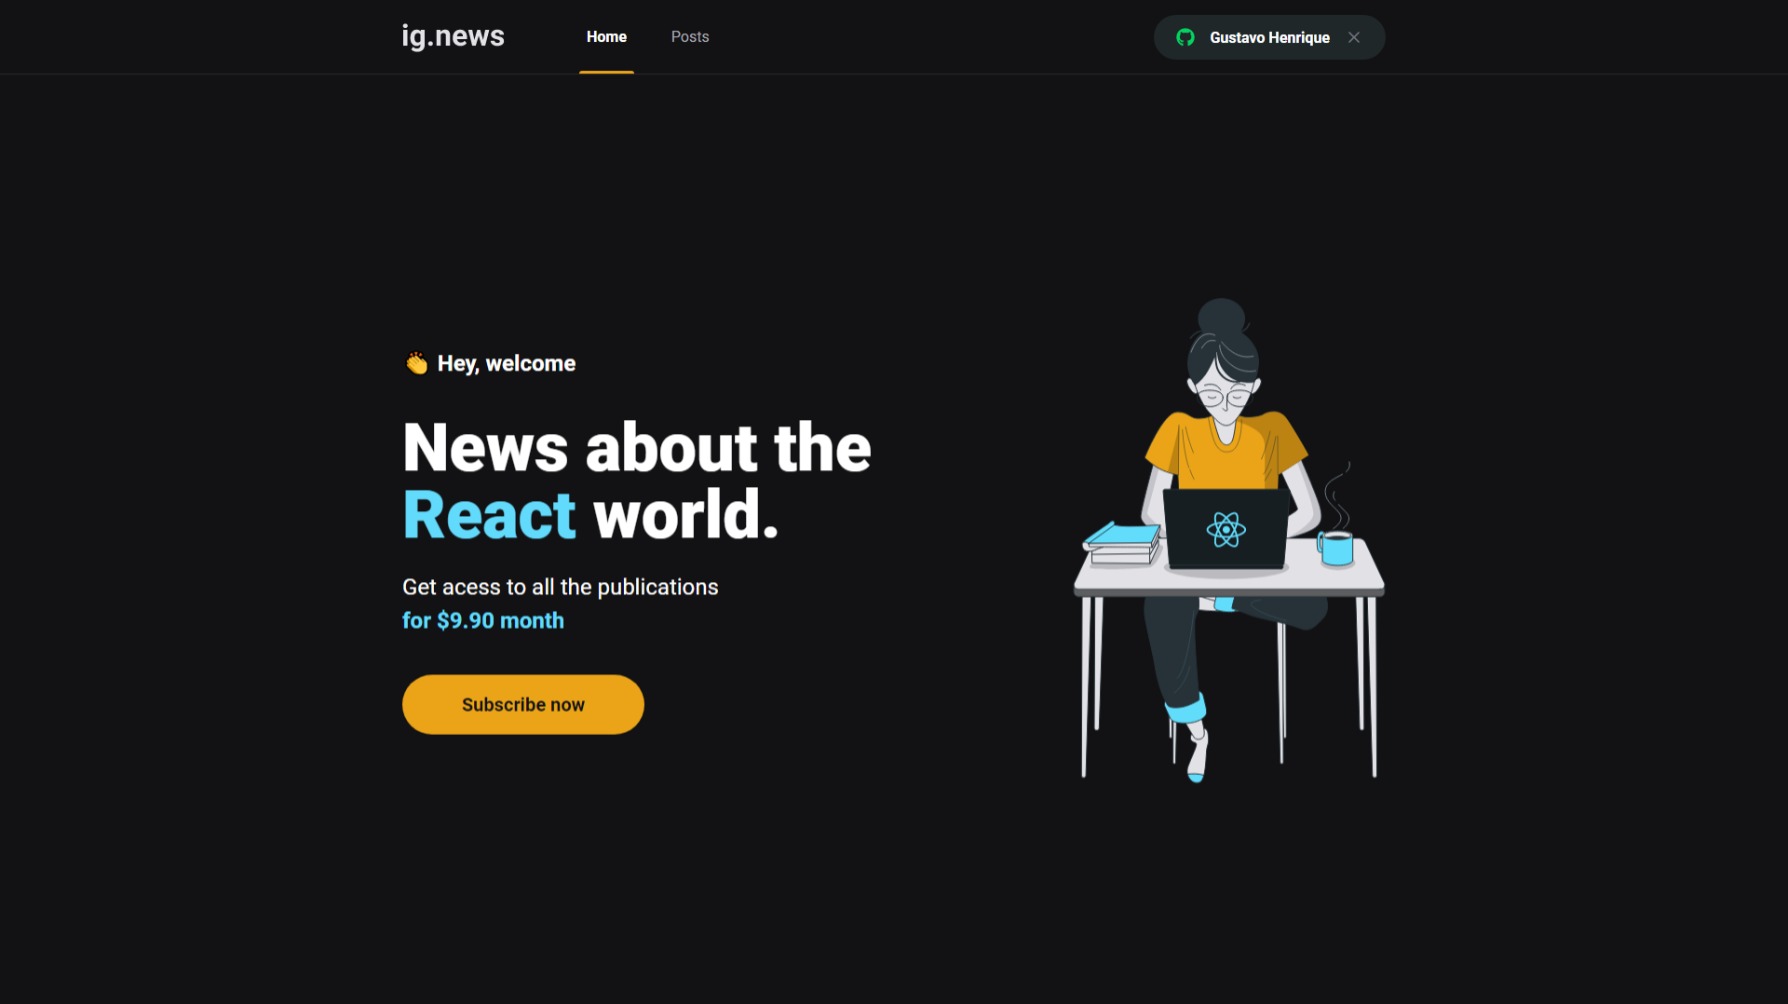 ig.news
Home
Posts
Gustavo Henrique
👏 Hey, welcome
News about the
React world.
Get acess to all the publications
for $9.90 month
Subscribe now